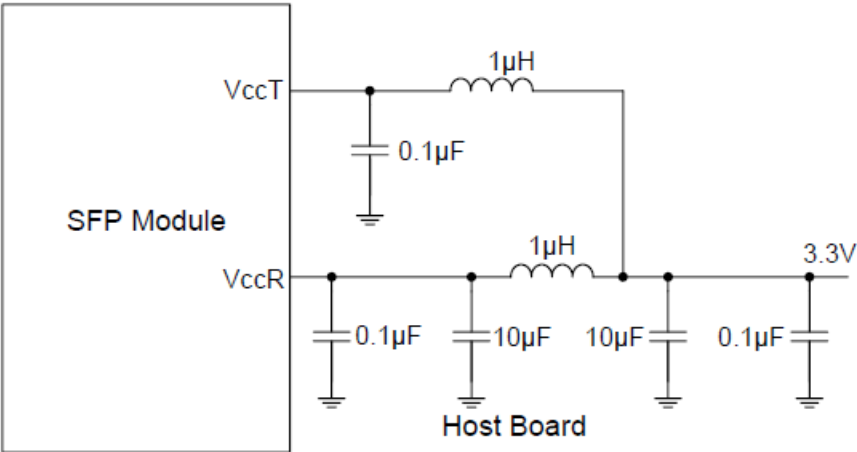 1µH
VccT
0.1µF
SFP Module
1µH
3.3V
VccR
0.1µF
10µF
10µF
0.1µF
Host Board